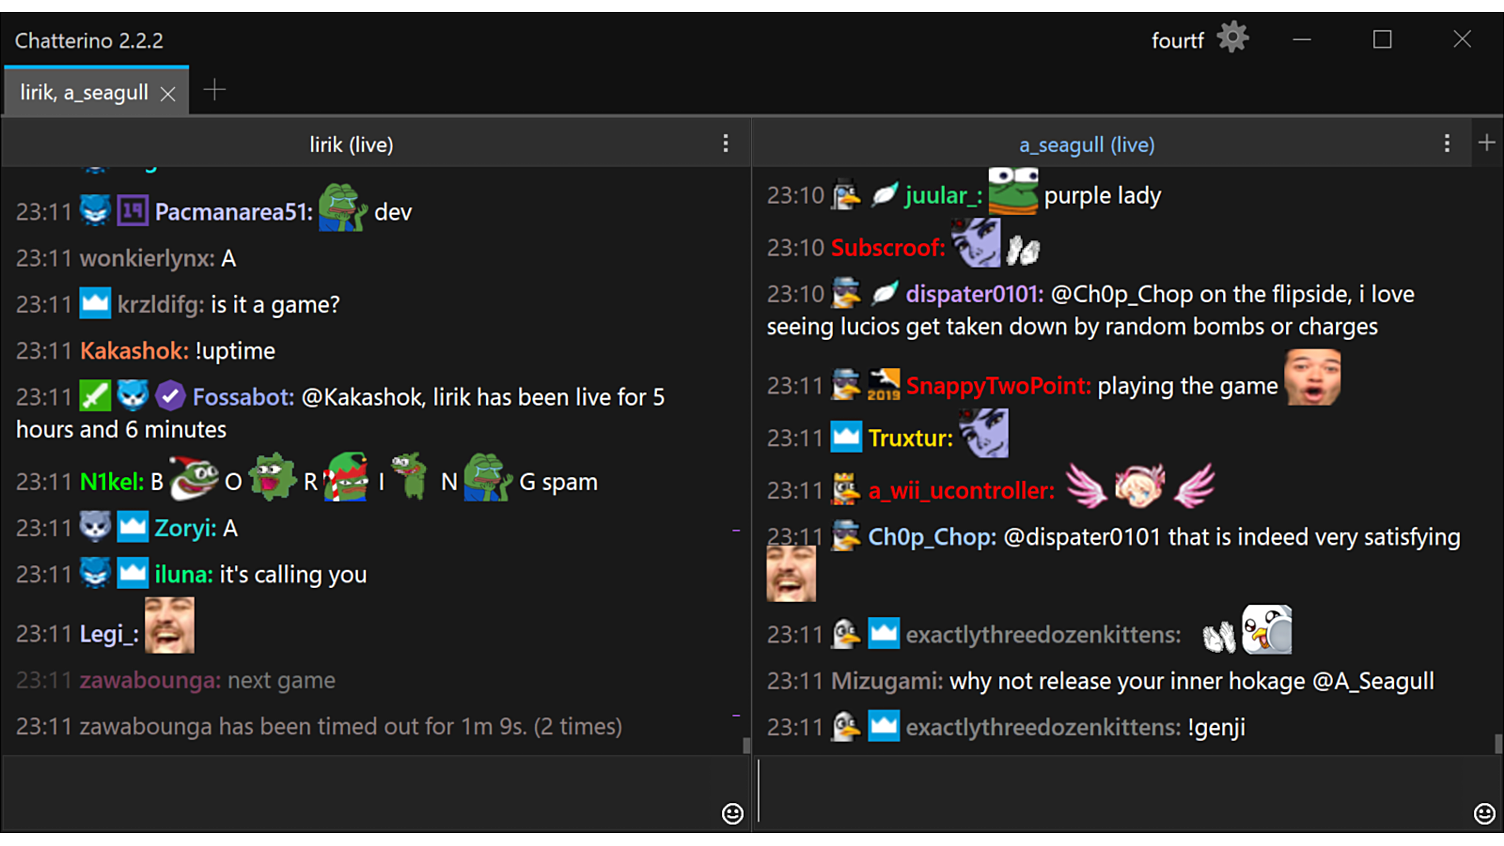 Chatterino 2.2.2
fourtf
lirik, a_seagull
lirik (live)
23:11 19 Pacmanarea51: dev
23:11 wonkierlynx: A
23:11 krzldifg: is it a game?
23:11 Kakashok: !uptime
23:11 Fossabot: @Kakashok, lirik has been live for 5
hours and 6 minutes
23:11 N1kel: B O R I N G spam
23:11 Zoryi: A
23:11 iluna: it's calling you
23:11 Legi_:
23:11 zawabounga: next game
23:11 zawabounga has been timed out for 1m 9s. (2 times)
a_seagull (live)
23:10 juular_: purple lady
23:10 Subscroof:
23:10 dispater0101: @Ch0p_Chop on the flipside, i love
seeing lucios get taken down by random bombs or charges
23:11 2019 SnappyTwoPoint: playing the game
23:11 Truxtur:
23:11 a_wii_ucontroller:
23:11 Ch0p_Chop: @dispater0101 that is indeed very satisfying
23:11 exactlythreedozenkittens:
23:11 Mizugami: why not release your inner hokage @A_Seagull
23:11 exactlythreedozenkittens: !genji